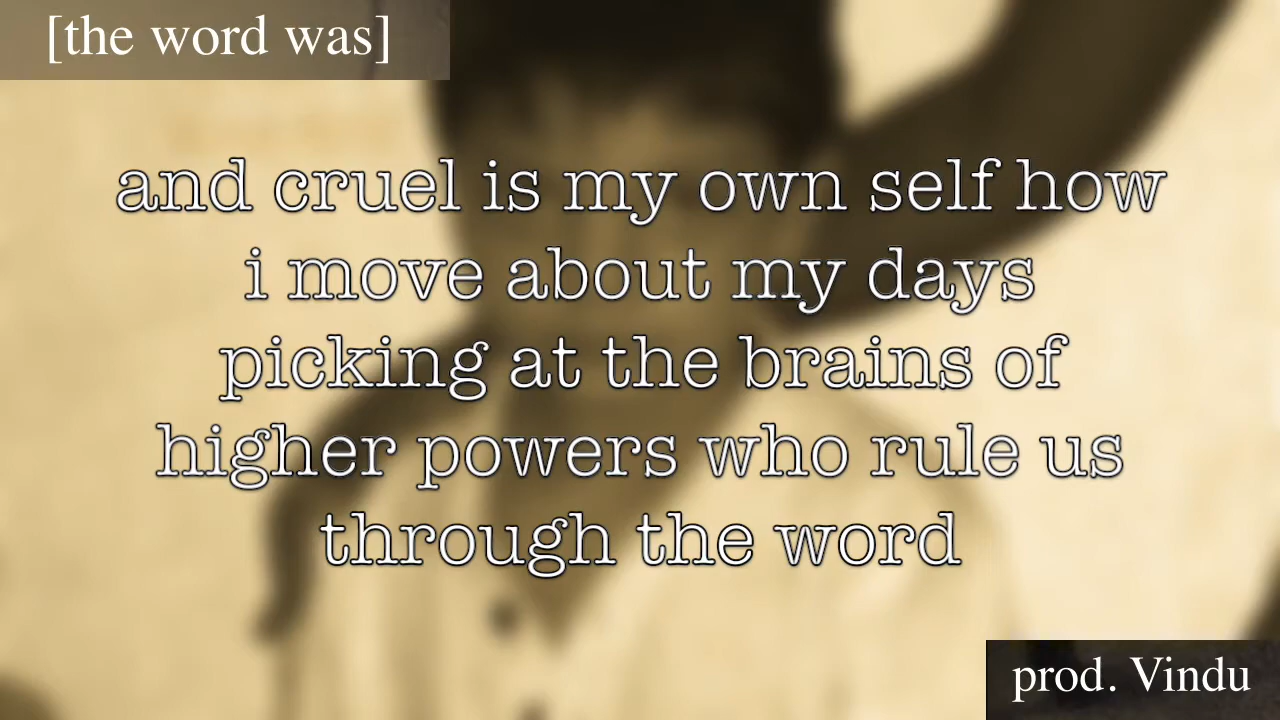 [the word was]
and cruel is my own self how
i move about my days
picking at the brains of
higher powers who rule us
through the word
prod. Vindu